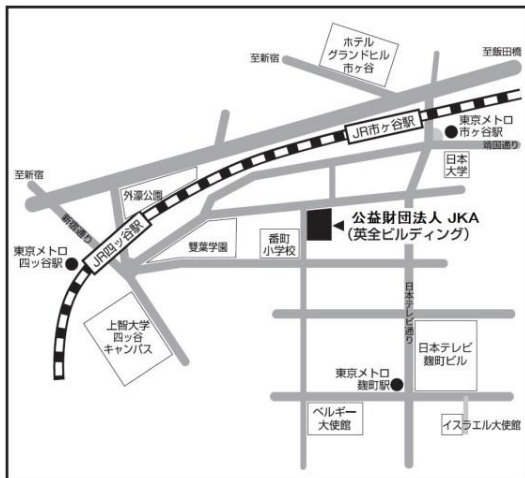 ホテル
グランドヒル
市ヶ谷
至新宿
至飯田橋
JR市ヶ谷駅
東京メトロ
市ヶ谷駅
靖国通り
日本
大学
至新宿
外濠公園
新宿通り
JR四ッ谷駅
東京メトロ
四ッ谷駅
雙葉学園
番町
小学校
公益財団法人 JKA
(英全ビルディング)
上智大学
四ッ谷
キャンパス
日本テレビ通り
日本テレビ
麹町ビル
東京メトロ
麹町駅
ベルギー
大使館
イスラエル大使館